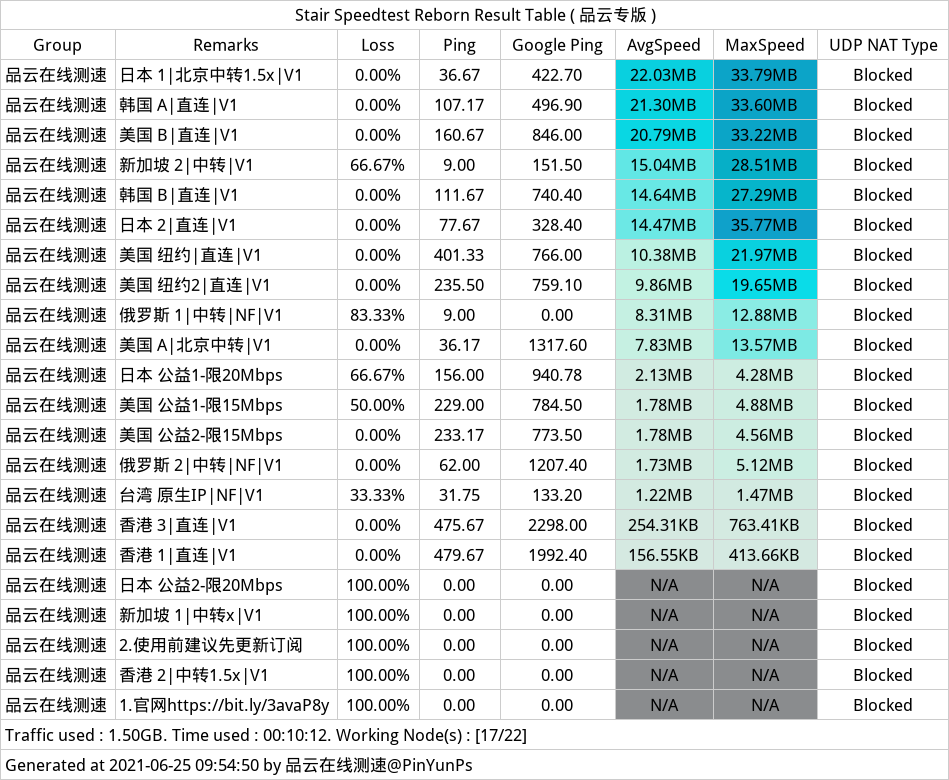 Stair Speedtest Reborn Result Table ( 品云专版 )
Group Remarks Loss Ping Google Ping AvgSpeed MaxSpeed UDP NAT Type
品云在线测速 日本 1|北京中转1.5x|V1 0.00% 36.67 422.70 22.03MB 33.79MB Blocked
品云在线测速 韩国 A|直连|V1 0.00% 107.17 496.90 21.30MB 33.60MB Blocked
品云在线测速 美国 B|直连|V1 0.00% 160.67 846.00 20.79MB 33.22MB Blocked
品云在线测速 新加坡 2|中转|V1 66.67% 9.00 151.50 15.04MB 28.51MB Blocked
品云在线测速 韩国 B|直连|V1 0.00% 111.67 740.40 14.64MB 27.29MB Blocked
品云在线测速 日本 2|直连|V1 0.00% 77.67 328.40 14.47MB 35.77MB Blocked
品云在线测速 美国 纽约|直连|V1 0.00% 401.33 766.00 10.38MB 21.97MB Blocked
品云在线测速 美国 纽约2|直连|V1 0.00% 235.50 759.10 9.86MB 19.65MB Blocked
品云在线测速 俄罗斯 1|中转|NF|V1 83.33% 9.00 0.00 8.31MB 12.88MB Blocked
品云在线测速 美国 A|北京中转|V1 0.00% 36.17 1317.60 7.83MB 13.57MB Blocked
品云在线测速 日本 公益1-限20Mbps 66.67% 156.00 940.78 2.13MB 4.28MB Blocked
品云在线测速 美国 公益1-限15Mbps 50.00% 229.00 784.50 1.78MB 4.88MB Blocked
品云在线测速 美国 公益2-限15Mbps 0.00% 233.17 773.50 1.78MB 4.56MB Blocked
品云在线测速 俄罗斯 2|中转|NF|V1 0.00% 62.00 1207.40 1.73MB 5.12MB Blocked
品云在线测速 台湾 原生IP|NF|V1 33.33% 31.75 133.20 1.22MB 1.47MB Blocked
品云在线测速 香港 3|直连|V1 0.00% 475.67 2298.00 254.31KB 763.41KB Blocked
品云在线测速 香港 1|直连|V1 0.00% 479.67 1992.40 156.55KB 413.66KB Blocked
品云在线测速 日本 公益2-限20Mbps 100.00% 0.00 0.00 N/A N/A Blocked
品云在线测速 新加坡 1|中转x|V1 100.00% 0.00 0.00 N/A N/A Blocked
品云在线测速 2.使用前建议先更新订阅 100.00% 0.00 0.00 N/A N/A Blocked
品云在线测速 香港 2|中转1.5x|V1 100.00% 0.00 0.00 N/A N/A Blocked
品云在线测速 1.官网https://bit.ly/3avaP8y 100.00% 0.00 0.00 N/A N/A Blocked
Traffic used : 1.50GB. Time used : 00:10:12. Working Node(s) : [17/22]
Generated at 2021-06-25 09:54:50 by 品云在线测速@PinYunPs